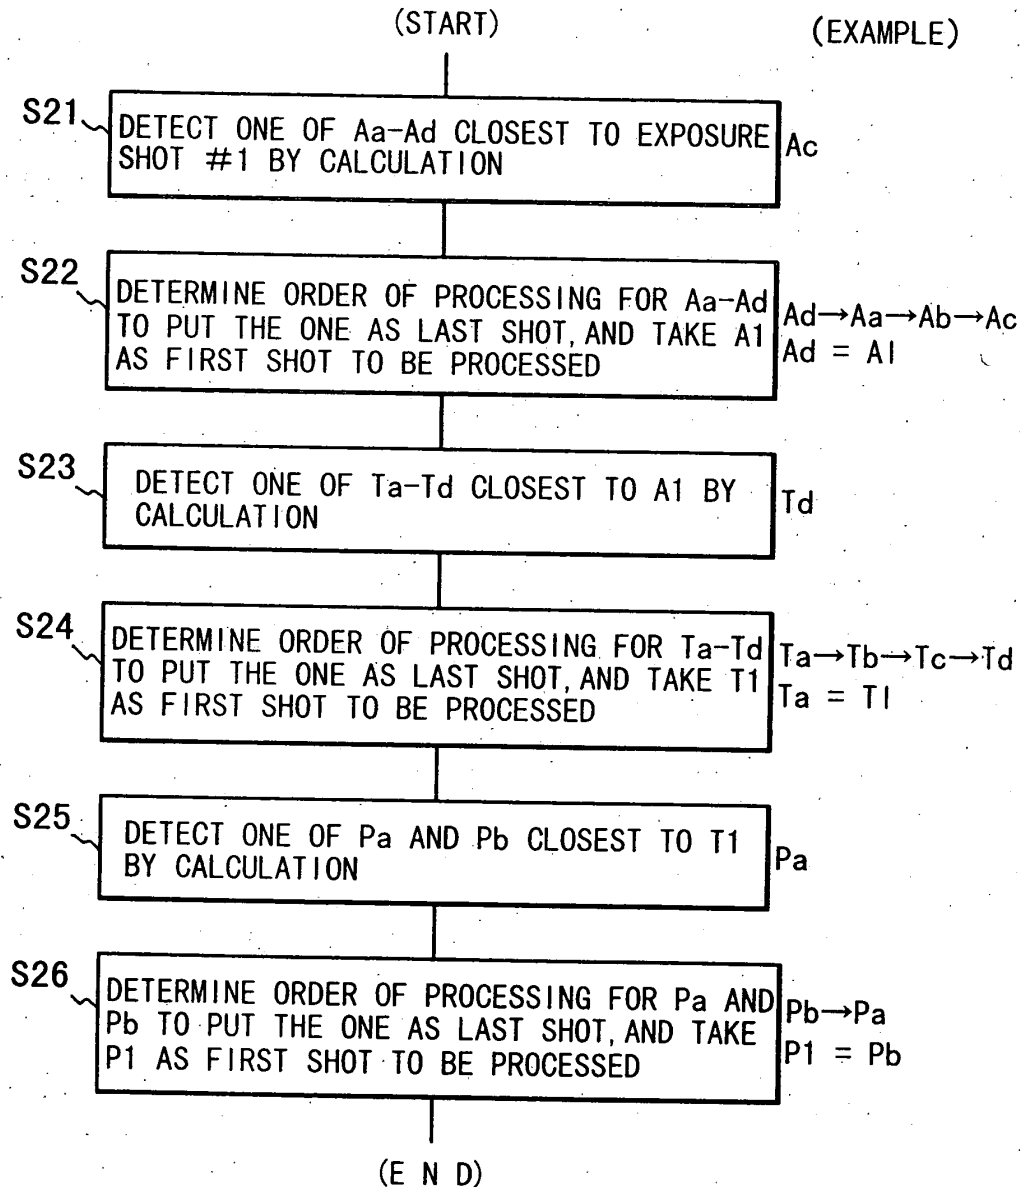 (START)
(EXAMPLE)
S21
DETECT ONE OF Aa-Ad CLOSEST TO EXPOSURE
SHOT #1 BY CALCULATION
Ac
S22
DETERMINE ORDER OF PROCESSING FOR Aa-Ad
TO PUT THE ONE AS LAST SHOT, AND TAKE A1
AS FIRST SHOT TO BE PROCESSED
Ad→Aa→Ab→Ac
Ad = A1
S23
DETECT ONE OF Ta-Td CLOSEST TO A1 BY
CALCULATION
Td
S24
DETERMINE ORDER OF PROCESSING FOR Ta-Td
TO PUT THE ONE AS LAST SHOT, AND TAKE T1
AS FIRST SHOT TO BE PROCESSED
Ta→Tb→Tc→Td
Ta = T1
S25
DETECT ONE OF Pa AND Pb CLOSEST TO T1
BY CALCULATION
Pa
S26
DETERMINE ORDER OF PROCESSING FOR Pa AND
Pb TO PUT THE ONE AS LAST SHOT, AND TAKE
P1 AS FIRST SHOT TO BE PROCESSED
Pb→Pa
P1 = Pb
(E N D)